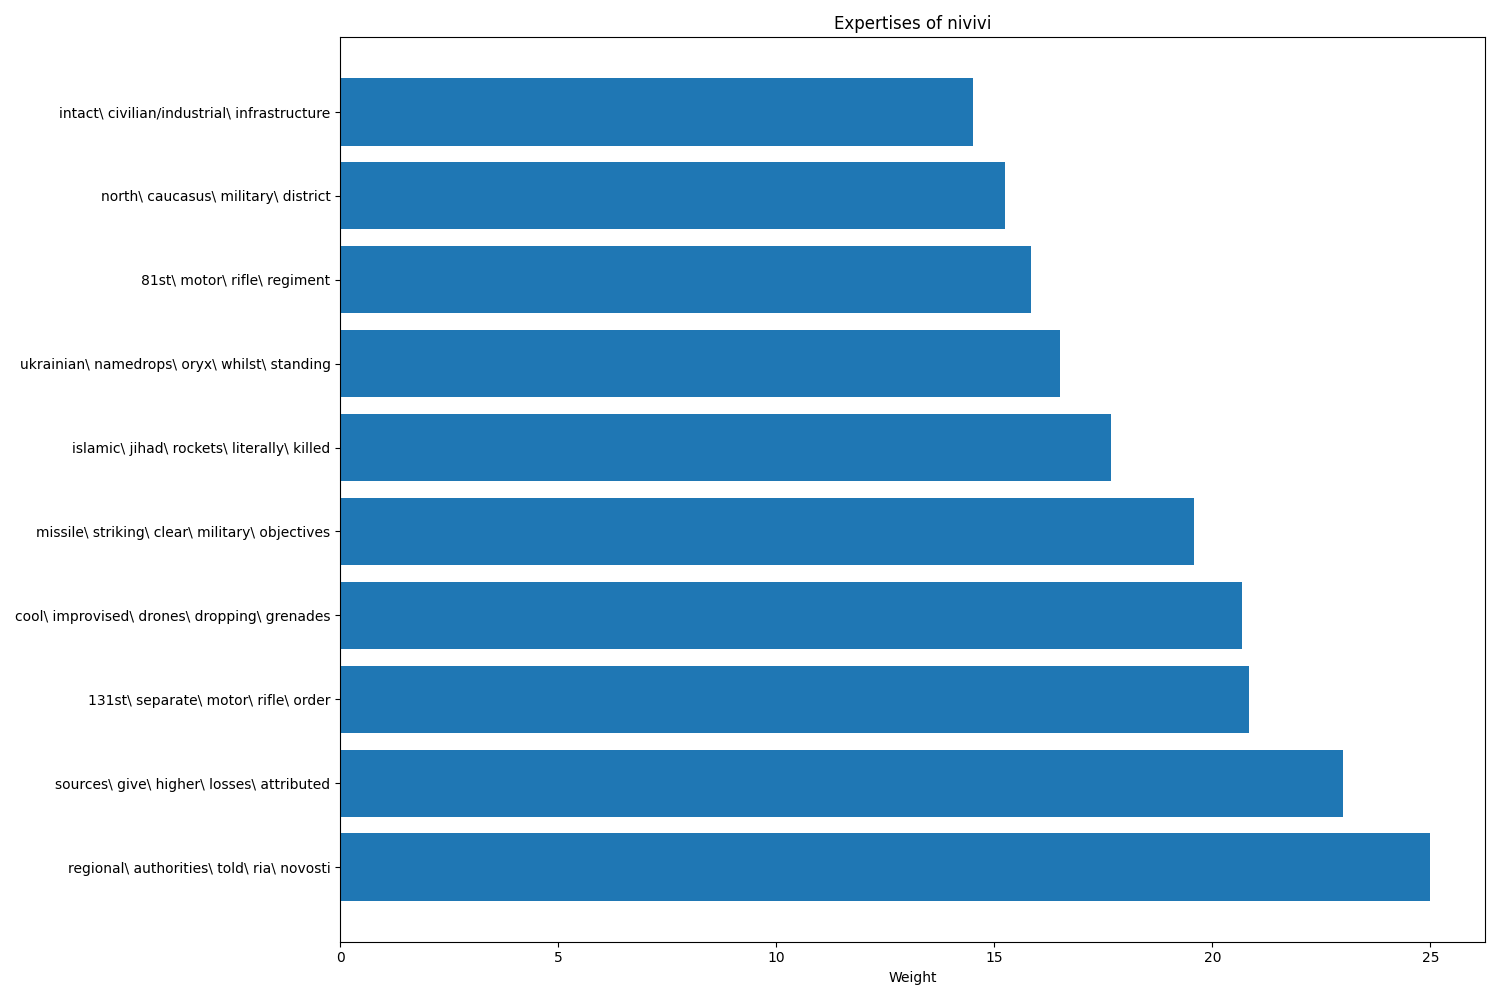 Expertises of nivivi
intact\ civilian/industrial\ infrastructure
north\ caucasus\ military\ district
81st\ motor\ rifle\ regiment
ukrainian\ namedrops\ oryx\ whilst\ standing
islamic\ jihad\ rockets\ literally\ killed
missile\ striking\ clear\ military\ objectives
cool\ improvised\ drones\ dropping\ grenades
131st\ separate\ motor\ rifle\ order
sources\ give\ higher\ losses\ attributed
regional\ authorities\ told\ ria\ novosti
0 5 10 15 20 25
Weight